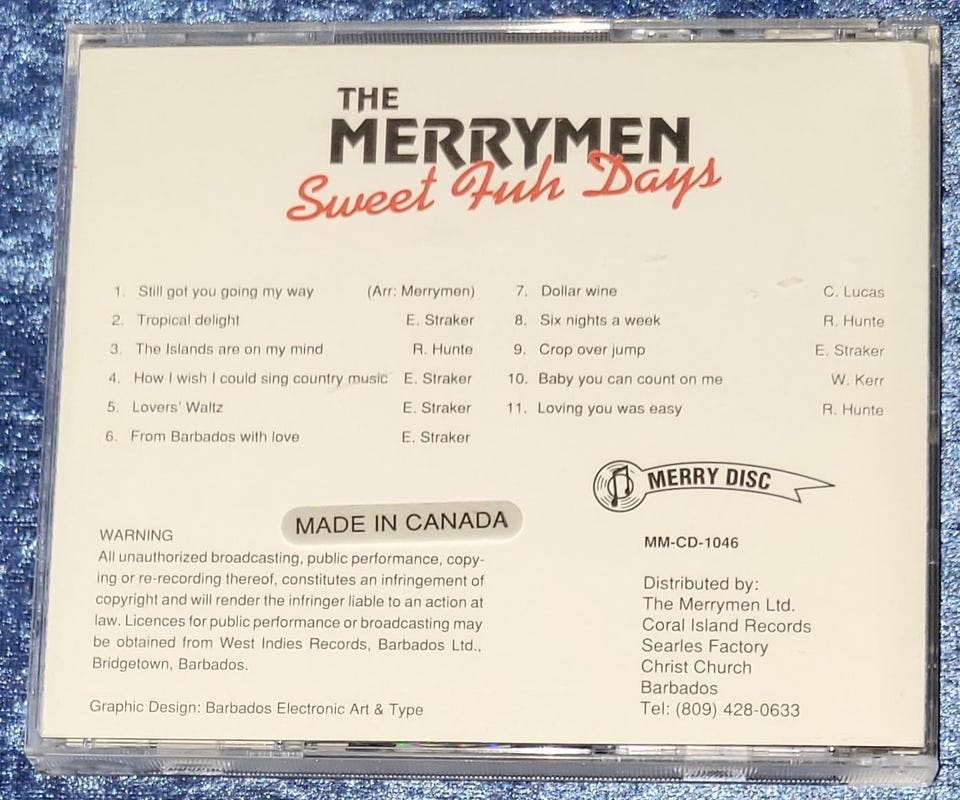 THE
MERRYMEN
Sweet Fuh Days
1. Still got you going my way (Arr: Merrymen)
2. Tropical delight E. Straker
3. The Islands are on my mind R. Hunte
4. How I wish I could sing country music E. Straker
5. Lovers' Waltz E. Straker
6. From Barbados with love E. Straker
7. Dollar wine C. Lucas
8. Six nights a week R. Hunte
9. Crop over jump E. Straker
10. Baby you can count on me W. Kerr
11. Loving you was easy R. Hunte
MERRY DISC
MADE IN CANADA
WARNING
All unauthorized broadcasting, public performance, copy-
ing or re-recording thereof, constitutes an infringement of
copyright and will render the infringer liable to an action at
law. Licences for public performance or broadcasting may
be obtained from West Indies Records, Barbados Ltd.,
Bridgetown, Barbados.
Graphic Design: Barbados Electronic Art & Type
MM-CD-1046
Distributed by:
The Merrymen Ltd.
Coral Island Records
Searles Factory
Christ Church
Barbados
Tel: (809) 428-0633